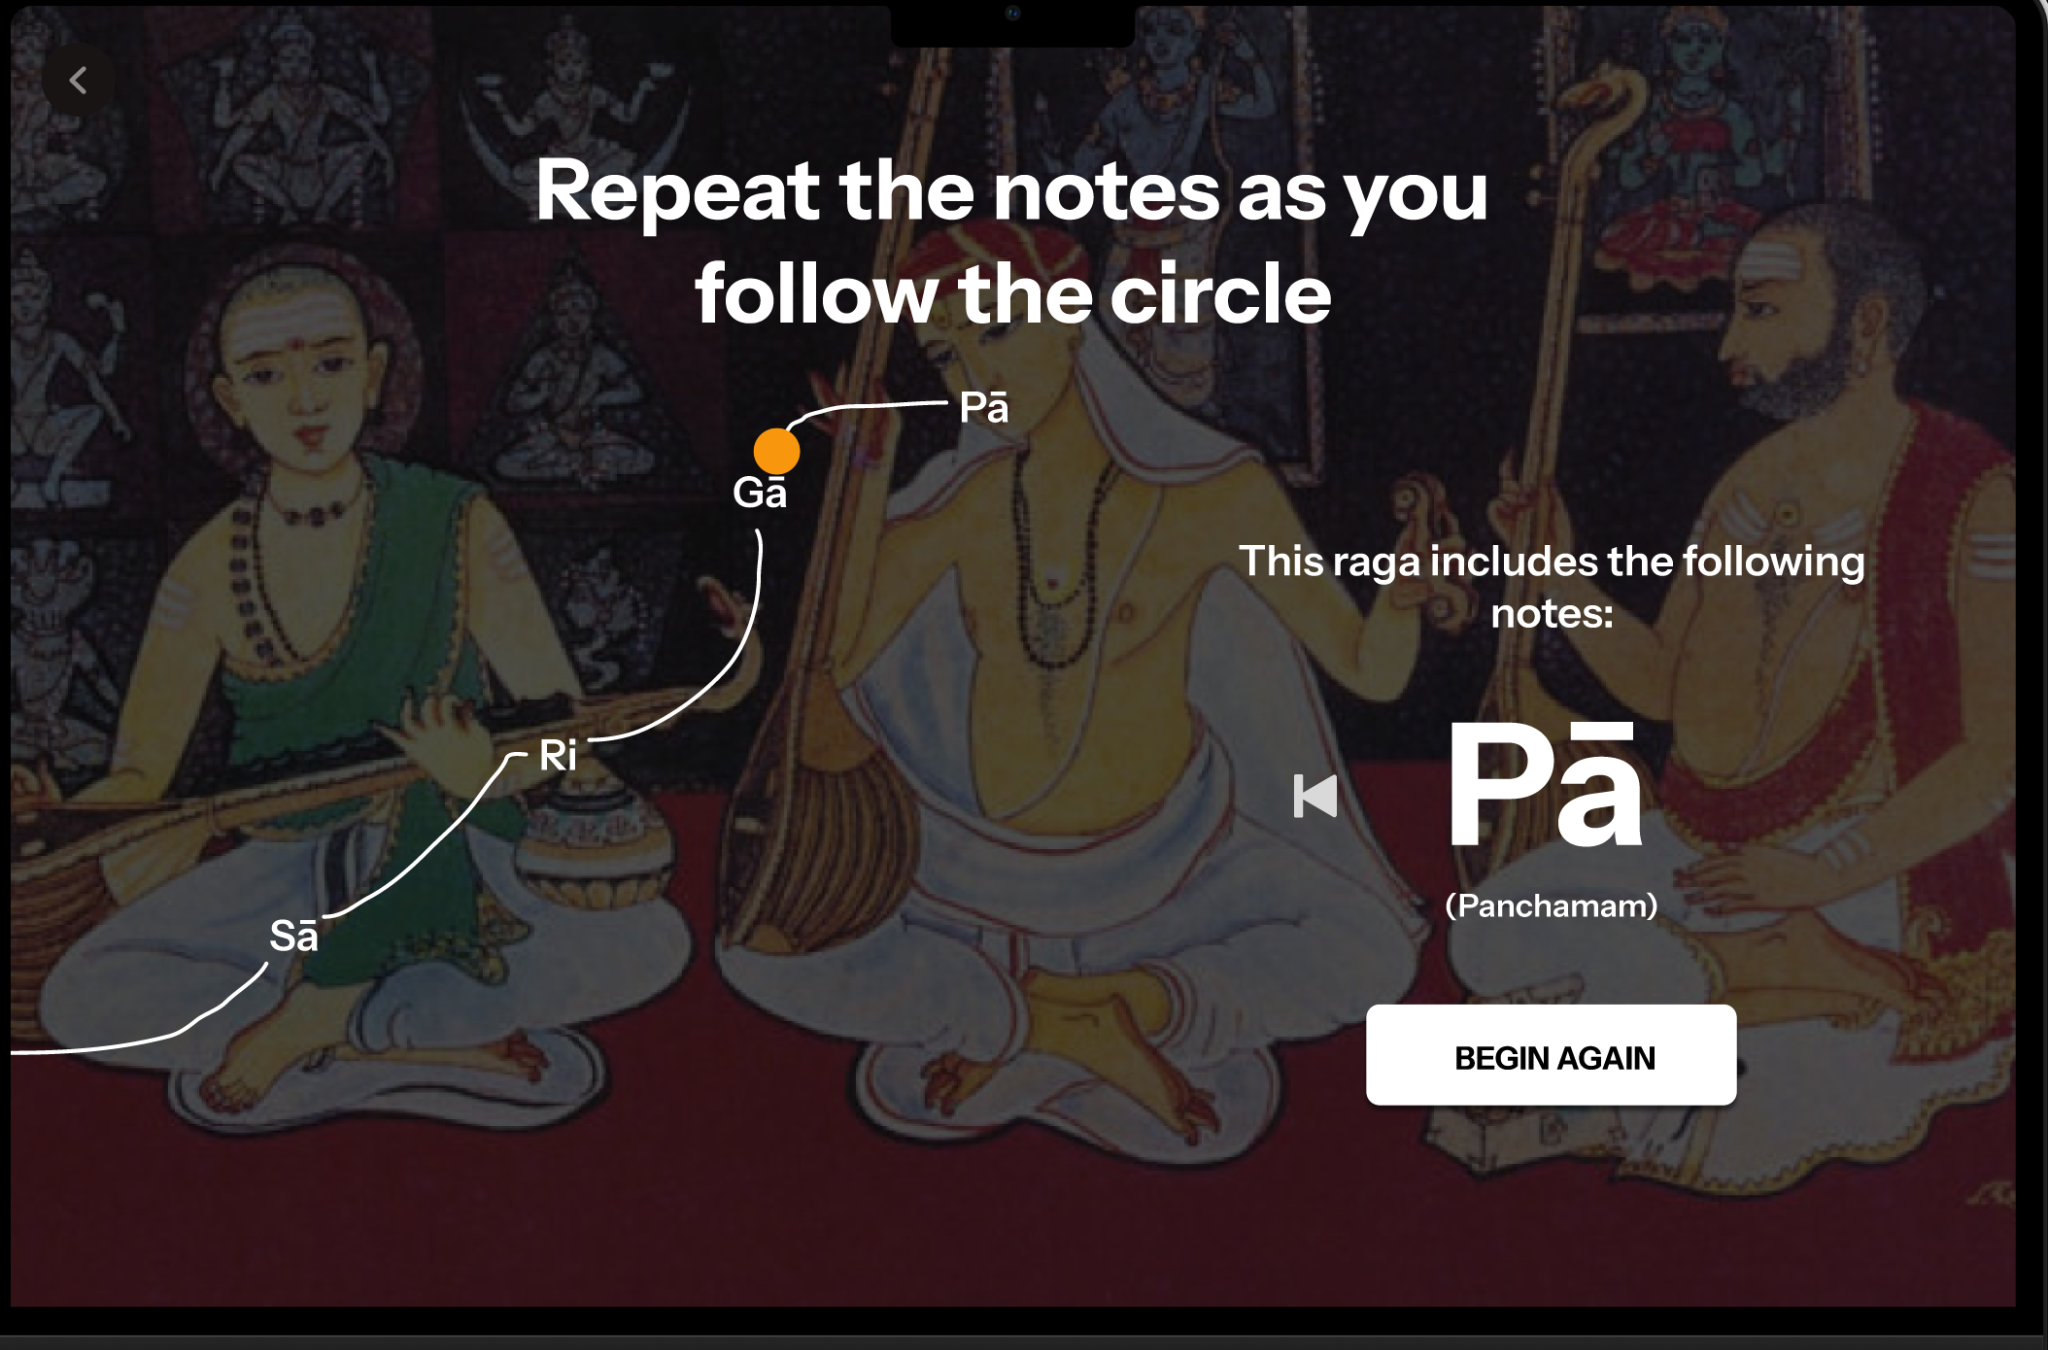 Repeat the notes as you
follow the circle
Pā
Gā
Ri
Sā
This raga includes the following
notes:
Pā
(Panchamam)
BEGIN AGAIN